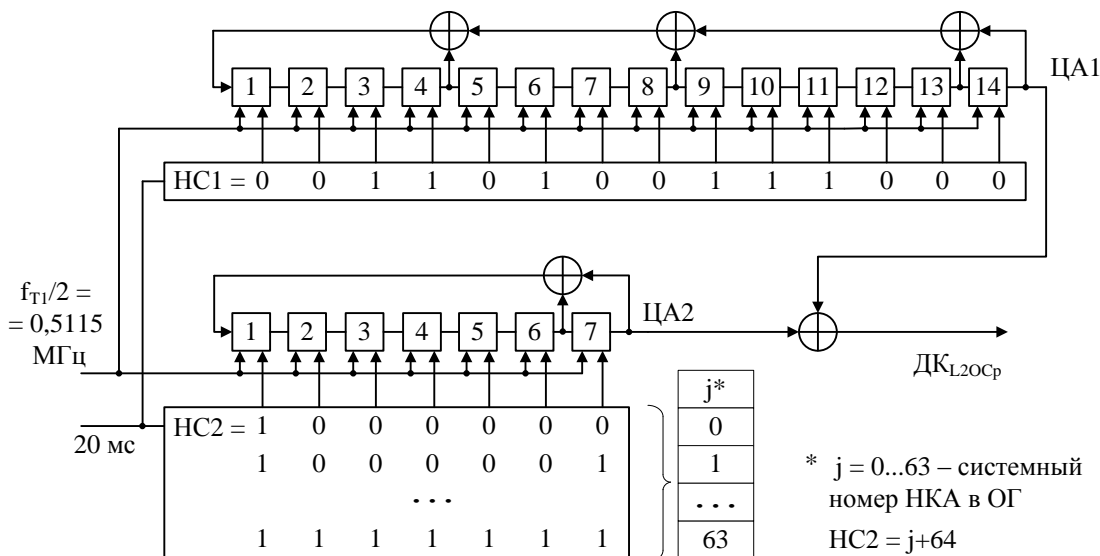 ЦА1
1 2 3 4 5 6 7 8 9 10 11 12 13 14
НС1 = 0 0 1 1 0 1 0 0 1 1 1 0 0 0
f_T1/2 =
= 0,5115
МГц
1 2 3 4 5 6 7
ЦА2
ДК_L2OCp
20 мс
НС2 = 1 0 0 0 0 0 0
1 0 0 0 0 0 1
...
1 1 1 1 1 1 1
j*
0
1
...
63
* j = 0...63 – системный
номер НКА в ОГ
НС2 = j+64